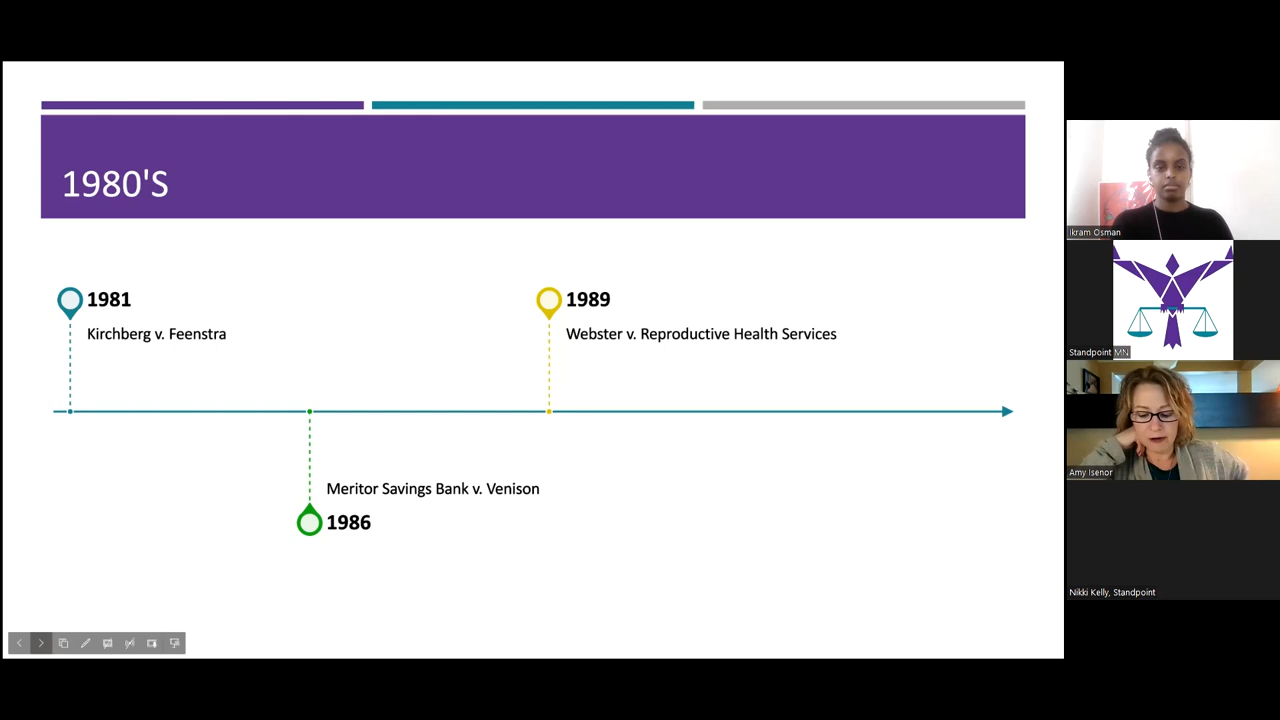 1980'S
1981
Kirchberg v. Feenstra
1989
Webster v. Reproductive Health Services
Meritor Savings Bank v. Venison
1986
Ikram Osman
Standpoint MN
Amy Isenor
Nikki Kelly, Standpoint